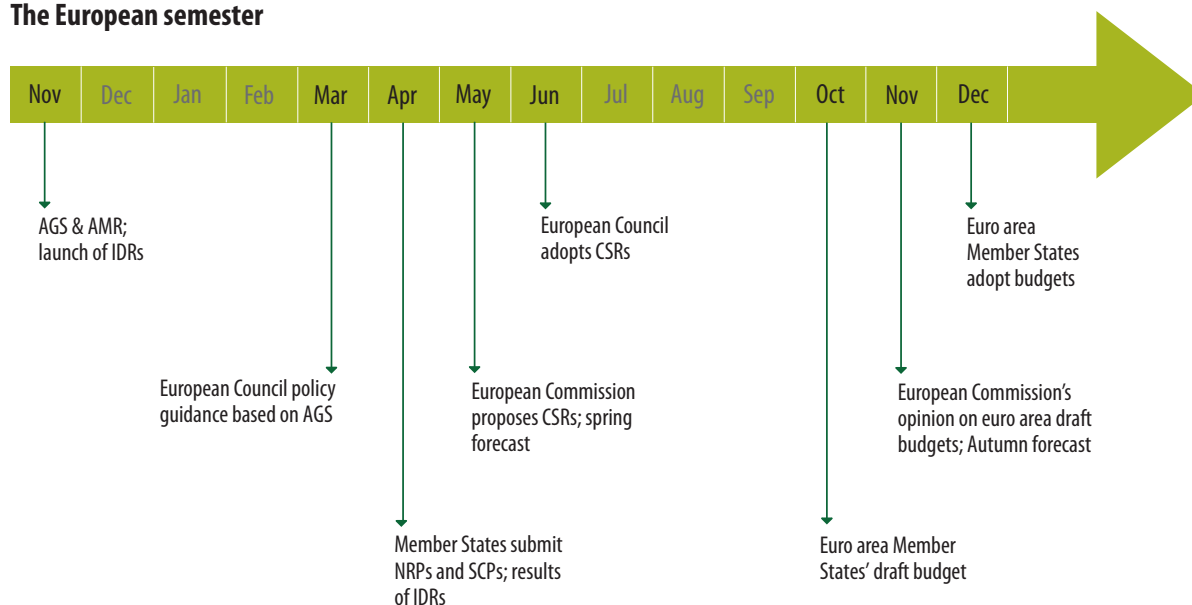 The European semester
Nov Dec Jan Feb Mar Apr May Jun Jul Aug Sep Oct Nov Dec
AGS & AMR;
launch of IDRs
European Council policy
guidance based on AGS
Member States submit
NRPs and SCPs; results
of IDRs
European Commission
proposes CSRs; spring
forecast
European Council
adopts CSRs
Euro area Member
States’ draft budget
European Commission’s
opinion on euro area draft
budgets; Autumn forecast
Euro area
Member States
adopt budgets